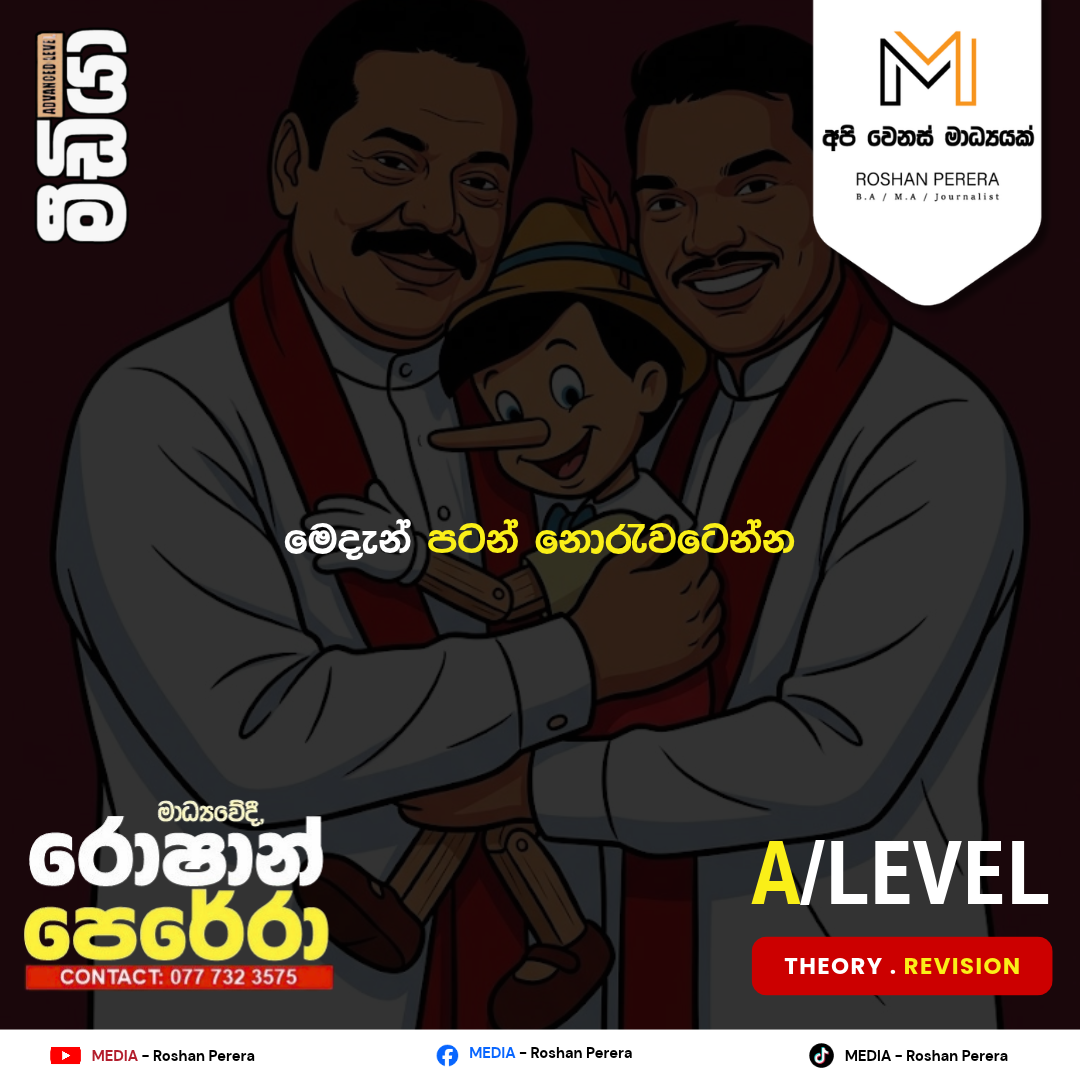 මීඩියා
ADVANCED LEVE
අපි වෙනස් මාධ්‍යයක්
ROSHAN PERERA
B.A / M.A / Journalist
මෙදැන් පටන් නොරැවටෙන්න
මාධ්‍යවේදී,
රොෂාන්
පෙරේරා
CONTACT: 077 732 3575
A/LEVEL
THEORY . REVISION
MEDIA - Roshan Perera
MEDIA - Roshan Perera
MEDIA - Roshan Perera